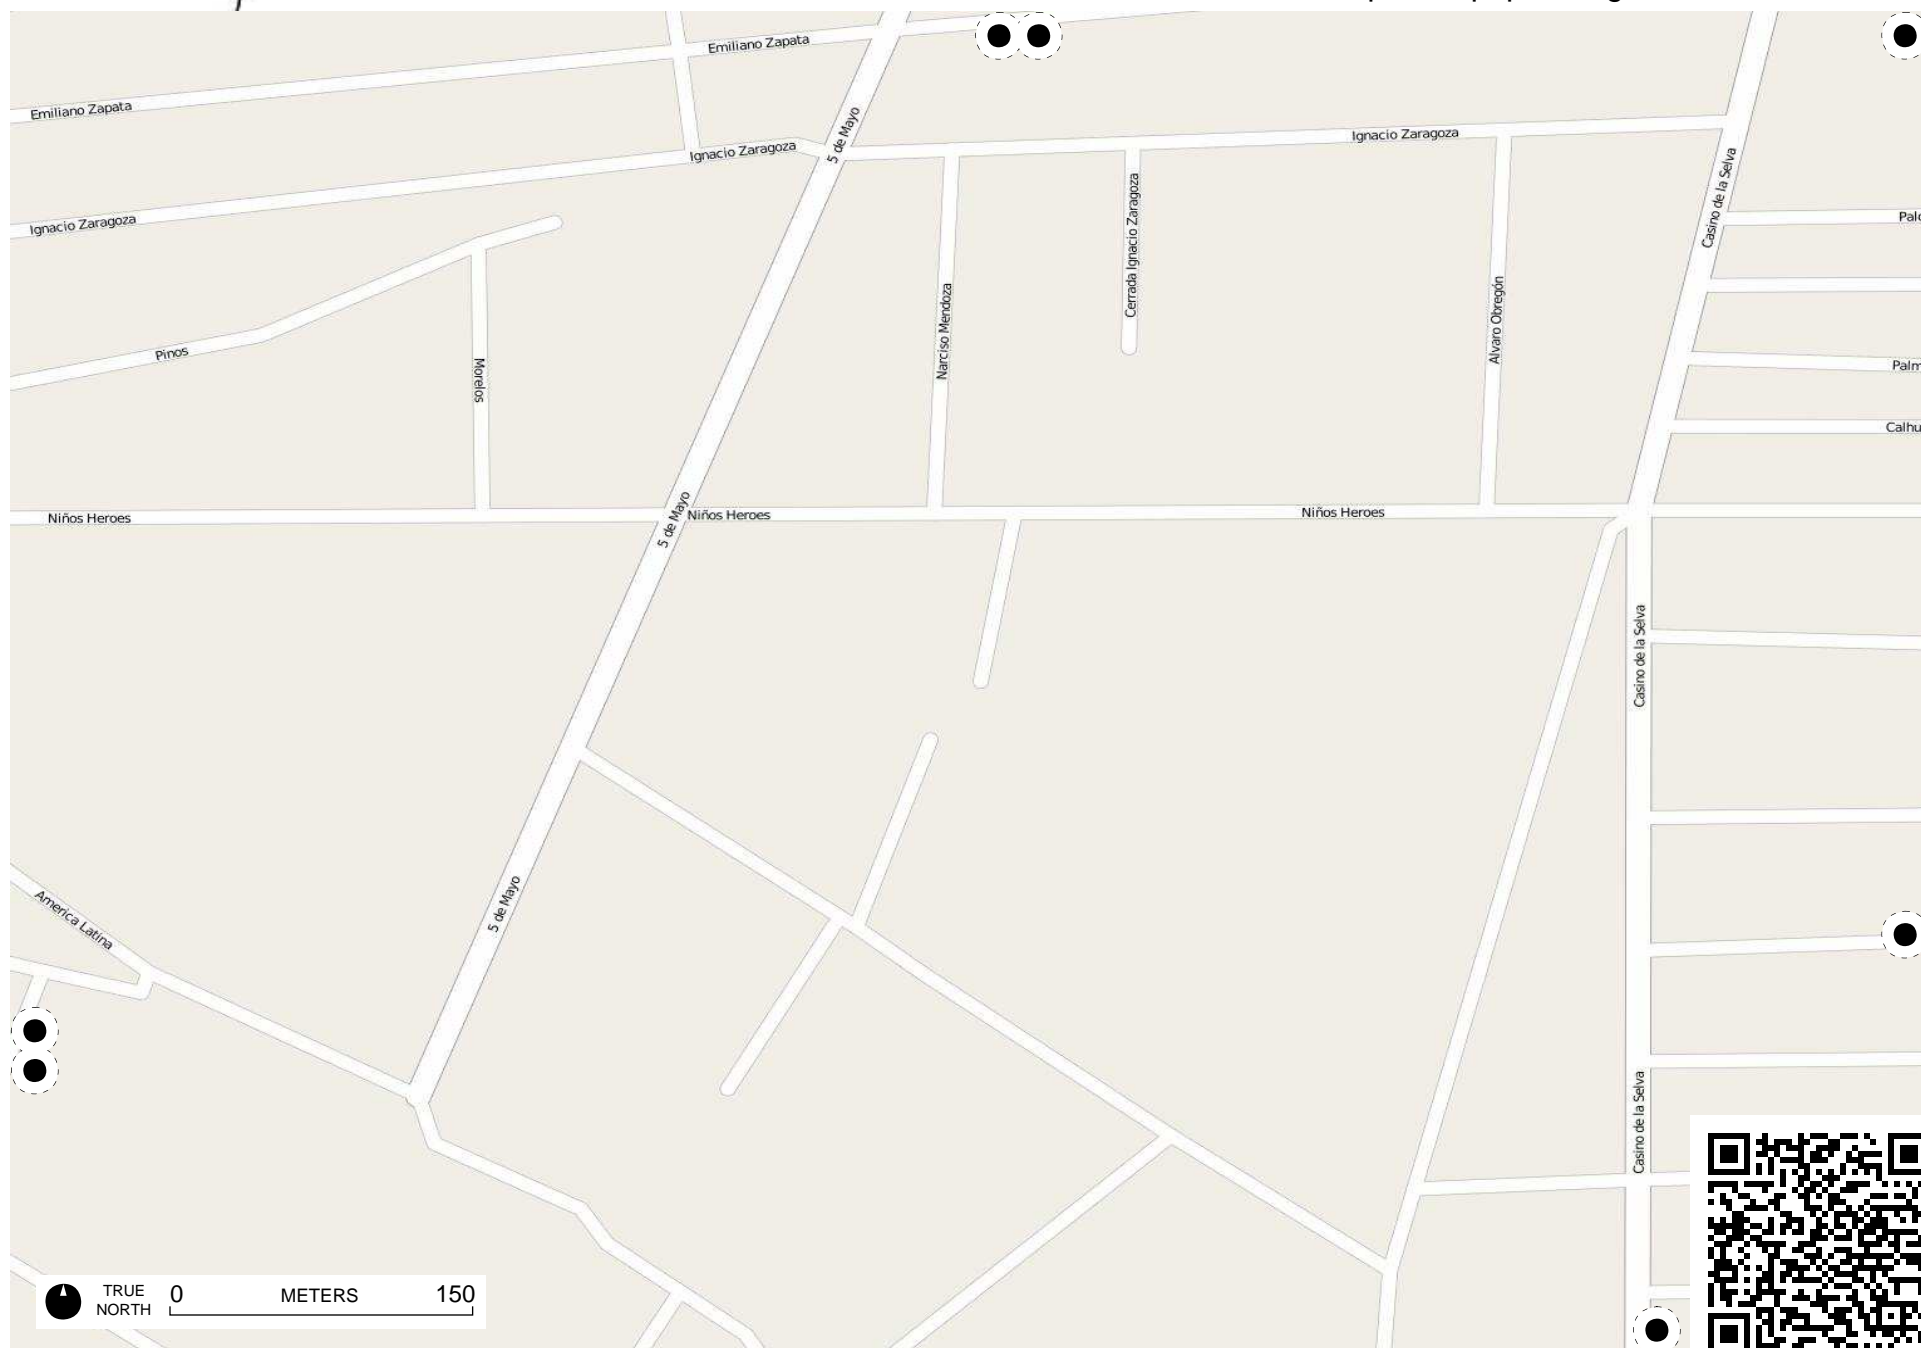 Emiliano Zapata
Emiliano Zapata
5 de Mayo
Ignacio Zaragoza
Ignacio Zaragoza
Ignacio Zaragoza
Casino de la Selva
Cerrada Ignacio Zaragoza
Narciso Mendoza
Alvaro Obregón
Pinos
Morelos
5 de Mayo
Niños Heroes
Niños Heroes
Niños Heroes
Casino de la Selva
America Latina
5 de Mayo
Casino de la Selva
TRUE
NORTH
0 METERS 150